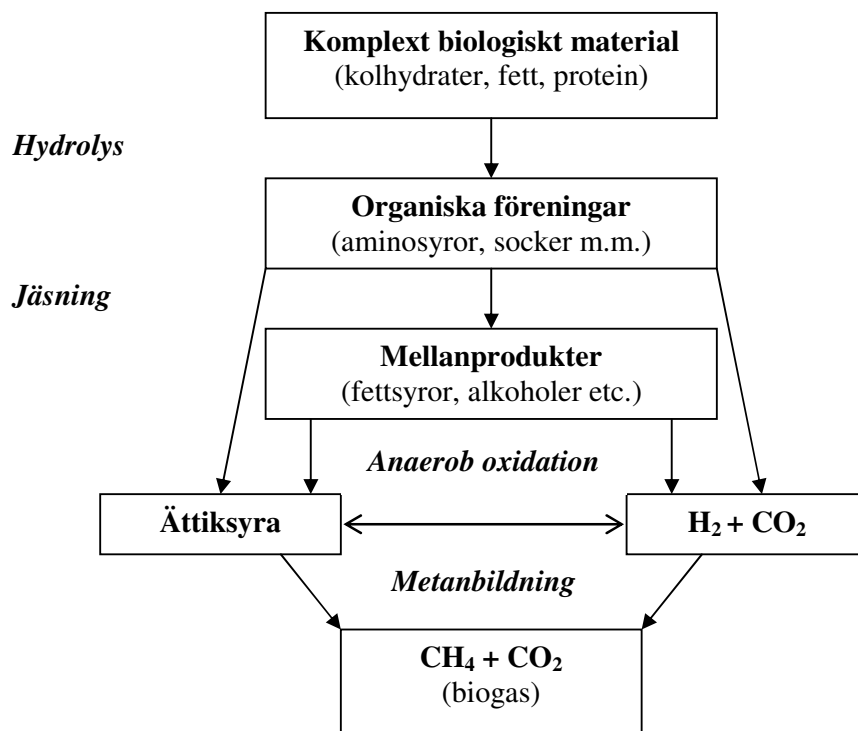 Komplext biologiskt material
(kolhydrater, fett, protein)
Hydrolys
Organiska föreningar
(aminosyror, socker m.m.)
Jäsning
Mellanprodukter
(fettsyror, alkoholer etc.)
Anaerob oxidation
Ättiksyra
H₂ + CO₂
Metanbildning
CH₄ + CO₂
(biogas)